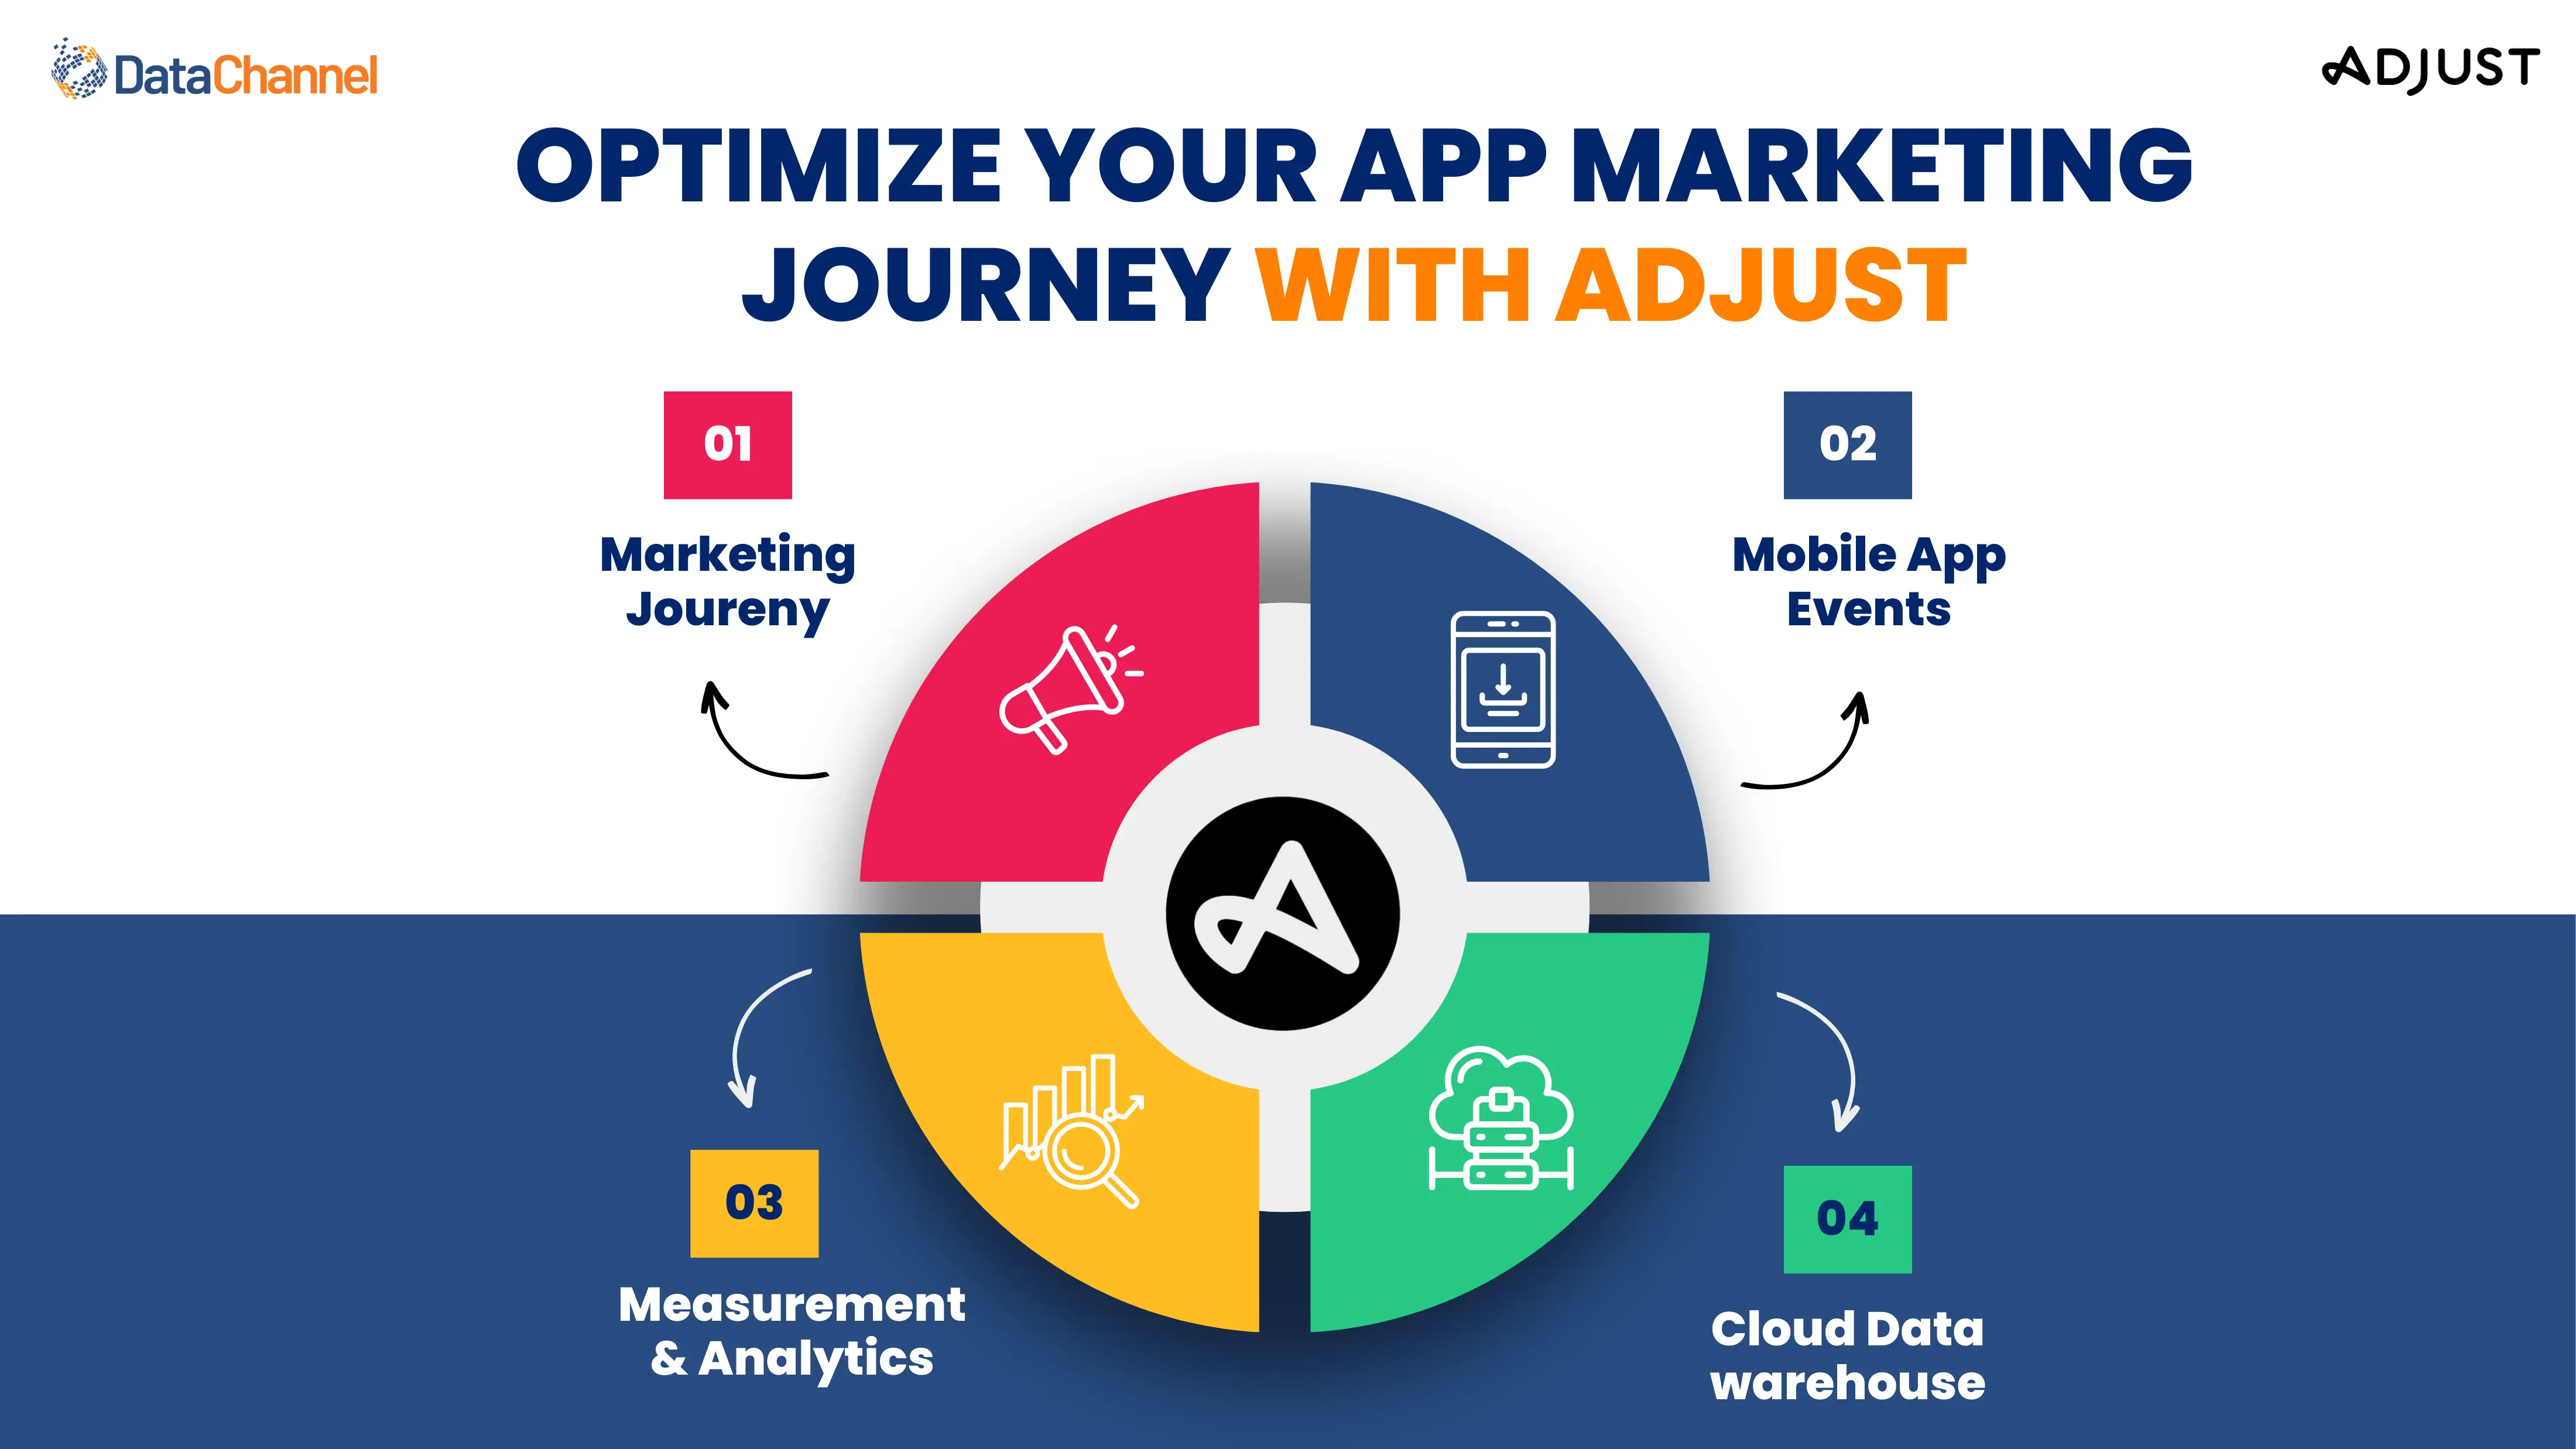 DataChannel
ADJUST
OPTIMIZE YOUR APP MARKETING
JOURNEY WITH ADJUST
01
Marketing
Joureny
02
Mobile App
Events
03
Measurement
& Analytics
04
Cloud Data
warehouse